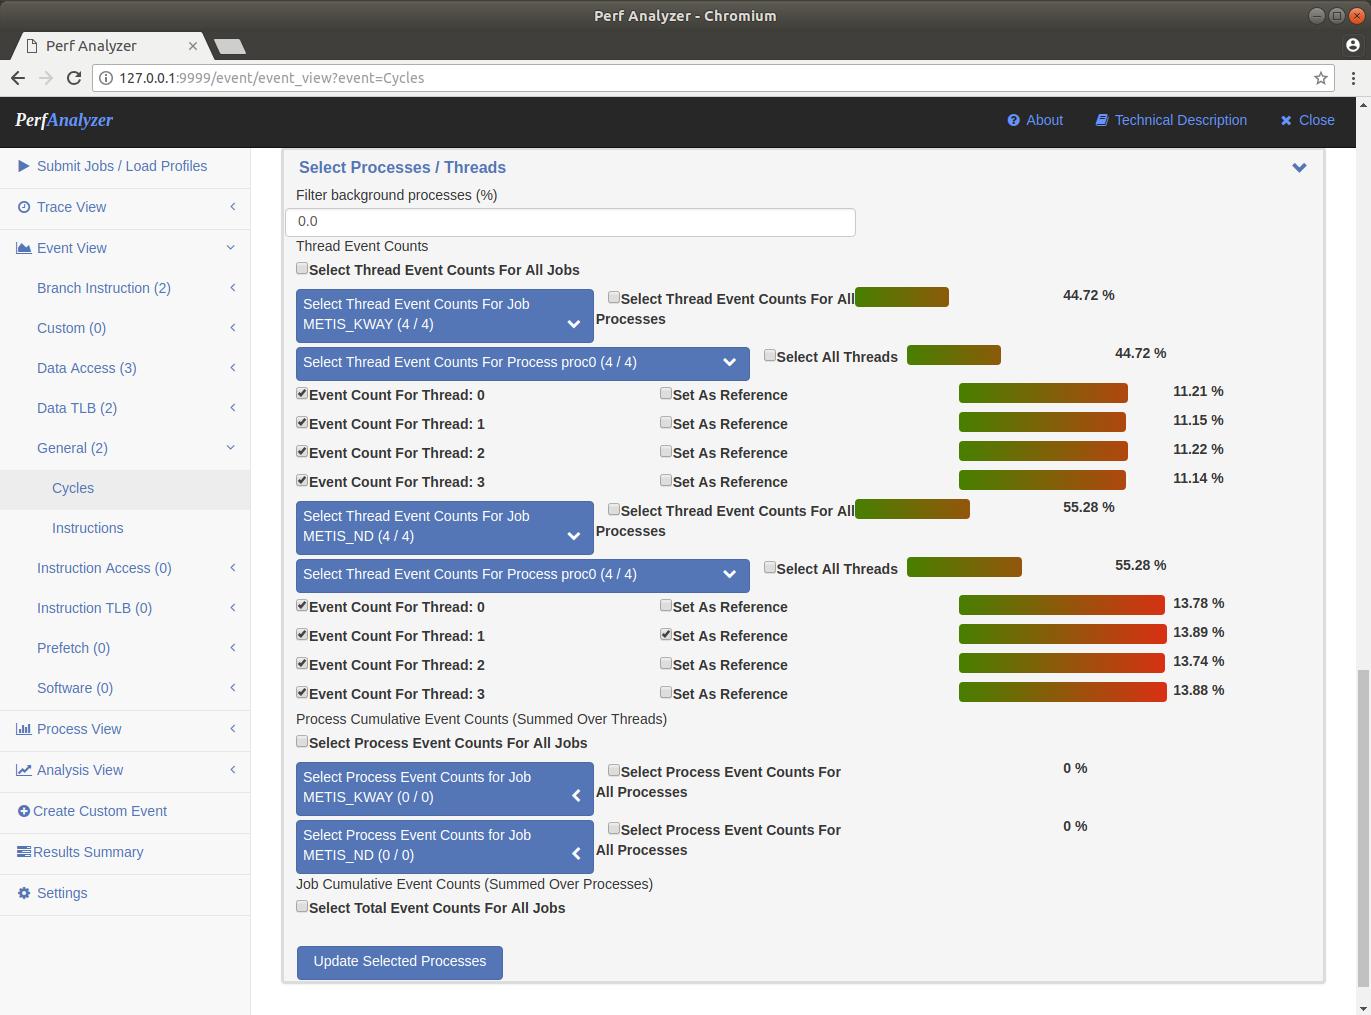 Perf Analyzer - Chromium
Perf Analyzer
127.0.0.1:9999/event/event_view?event=Cycles
PerfAnalyzer
About
Technical Description
Close
Submit Jobs / Load Profiles
Trace View
Event View
Branch Instruction (2)
Custom (0)
Data Access (3)
Data TLB (2)
General (2)
Cycles
Instructions
Instruction Access (0)
Instruction TLB (0)
Prefetch (0)
Software (0)
Process View
Analysis View
Create Custom Event
Results Summary
Settings
Select Processes / Threads
Filter background processes (%)
0.0
Thread Event Counts
Select Thread Event Counts For All Jobs
Select Thread Event Counts For Job
METIS_KWAY (4 / 4)
Select Thread Event Counts For All
Processes
44.72 %
Select Thread Event Counts For Process proc0 (4 / 4)
Select All Threads
44.72 %
Event Count For Thread: 0
Set As Reference
11.21 %
Event Count For Thread: 1
Set As Reference
11.15 %
Event Count For Thread: 2
Set As Reference
11.22 %
Event Count For Thread: 3
Set As Reference
11.14 %
Select Thread Event Counts For Job
METIS_ND (4 / 4)
Select Thread Event Counts For All
Processes
55.28 %
Select Thread Event Counts For Process proc0 (4 / 4)
Select All Threads
55.28 %
Event Count For Thread: 0
Set As Reference
13.78 %
Event Count For Thread: 1
Set As Reference
13.89 %
Event Count For Thread: 2
Set As Reference
13.74 %
Event Count For Thread: 3
Set As Reference
13.88 %
Process Cumulative Event Counts (Summed Over Threads)
Select Process Event Counts For All Jobs
Select Process Event Counts for Job
METIS_KWAY (0 / 0)
Select Process Event Counts For
All Processes
0 %
Select Process Event Counts for Job
METIS_ND (0 / 0)
Select Process Event Counts For
All Processes
0 %
Job Cumulative Event Counts (Summed Over Processes)
Select Total Event Counts For All Jobs
Update Selected Processes